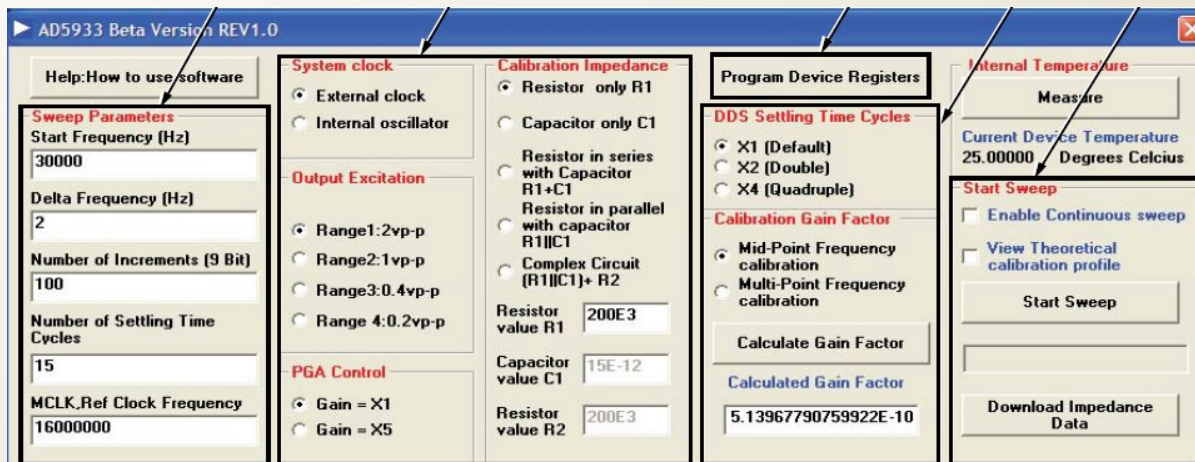 AD5933 Beta Version REV1.0
Help:How to use software
Sweep Parameters
Start Frequency (Hz)
30000
Delta Frequency (Hz)
2
Number of Increments (9 Bit)
100
Number of Settling Time
Cycles
15
MCLK,Ref Clock Frequency
16000000
System clock
External clock
Internal oscillator
Output Excitation
Range1:2vp-p
Range2:1vp-p
Range3:0.4vp-p
Range 4:0.2vp-p
PGA Control
Gain = X1
Gain = X5
Calibration Impedance
Resistor only R1
Capacitor only C1
Resistor in series
with Capacitor
R1+C1
Resistor in parallel
with capacitor
R1||C1
Complex Circuit
(R1||C1)+ R2
Resistor
value R1
200E3
Capacitor
value C1
15E-12
Resistor
value R2
200E3
Program Device Registers
DDS Settling Time Cycles
X1 (Default)
X2 (Double)
X4 (Quadruple)
Calibration Gain Factor
Mid-Point Frequency
calibration
Multi-Point Frequency
calibration
Calculate Gain Factor
Calculated Gain Factor
5.13967790759922E-10
Internal Temperature
Measure
Current Device Temperature
25.00000 Degrees Celcius
Start Sweep
Enable Continuous sweep
View Theoretical
calibration profile
Start Sweep
Download Impedance
Data